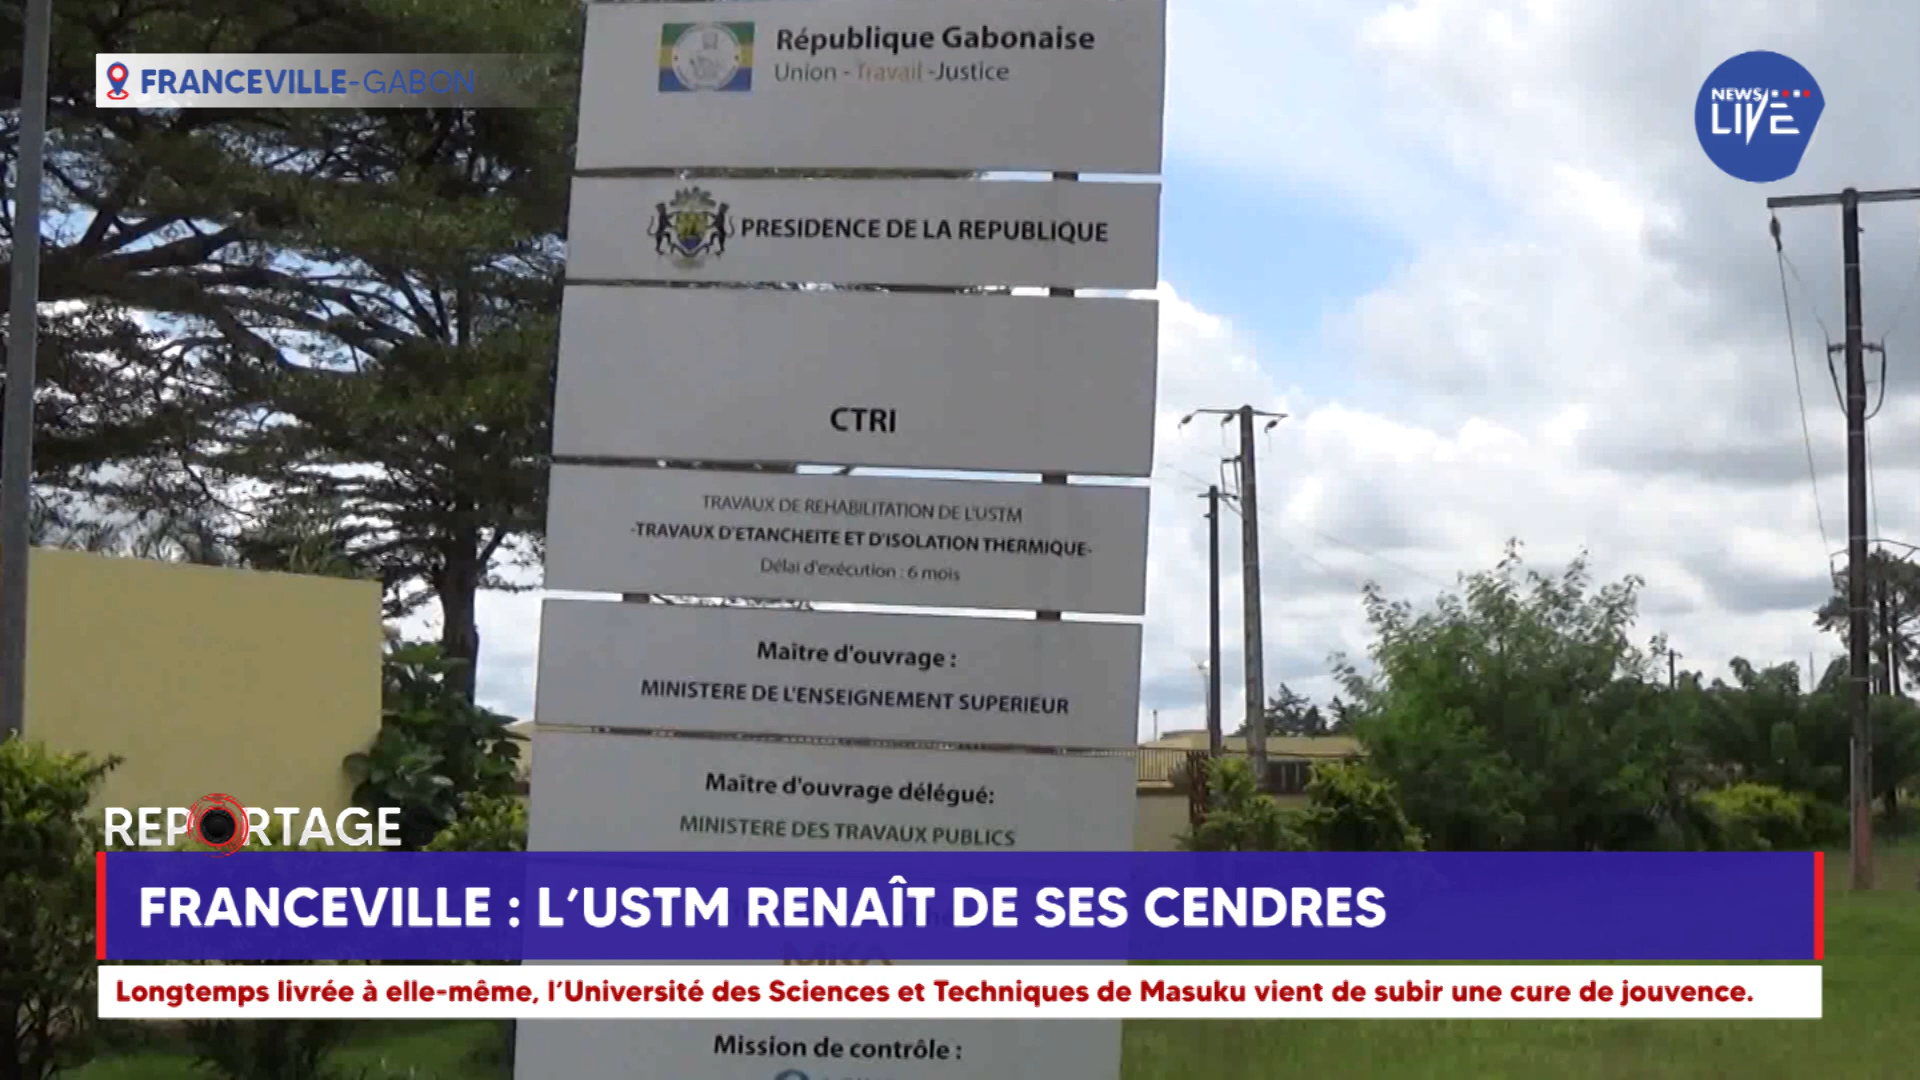 République Gabonaise
Union - Travail -Justice
FRANCEVILLE-GABON
NEWS
LIVE
PRESIDENCE DE LA REPUBLIQUE
CTRI
TRAVAUX DE REHABILITATION DE L'USTM
-TRAVAUX D'ETANCHEITE ET D'ISOLATION THERMIQUE-
Délai d'exécution : 6 mois
Maître d'ouvrage :
MINISTERE DE L'ENSEIGNEMENT SUPERIEUR
Maître d'ouvrage délégué:
MINISTERE DES TRAVAUX PUBLICS
REPORTAGE
FRANCEVILLE : L'USTM RENAÎT DE SES CENDRES
Longtemps livrée à elle-même, l'Université des Sciences et Techniques de Masuku vient de subir une cure de jouvence.
Mission de contrôle :